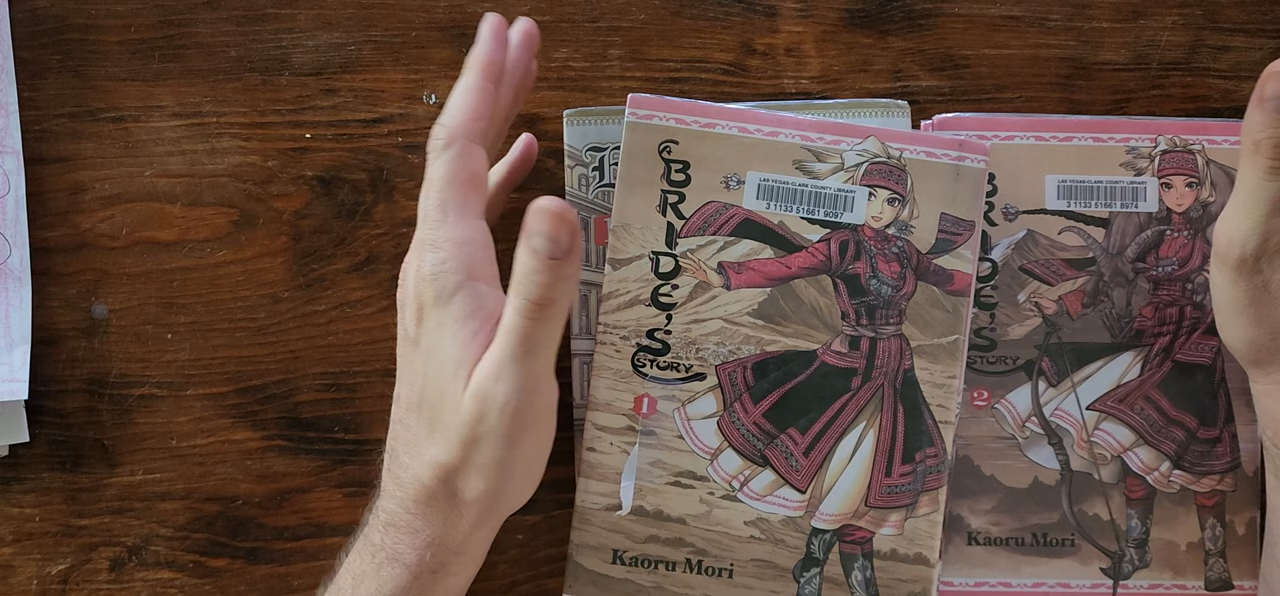 A
BRIDE'S
STORY
LAS VEGAS-CLARK COUNTY LIBRARY
3 1133 51661 9097
1
Kaoru Mori
BRIDE'S
STORY
LAS VEGAS-CLARK COUNTY LIBRARY
3 1133 51661 8974
2
Kaoru Mori